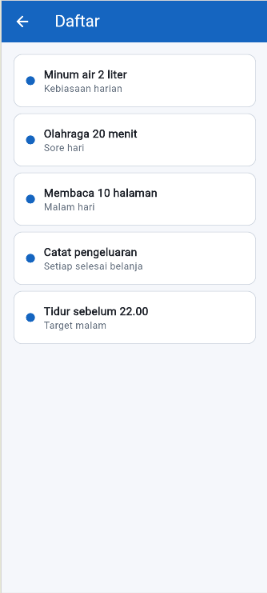 Daftar
Minum air 2 liter
Kebiasaan harian
Olahraga 20 menit
Sore hari
Membaca 10 halaman
Malam hari
Catat pengeluaran
Setiap selesai belanja
Tidur sebelum 22.00
Target malam